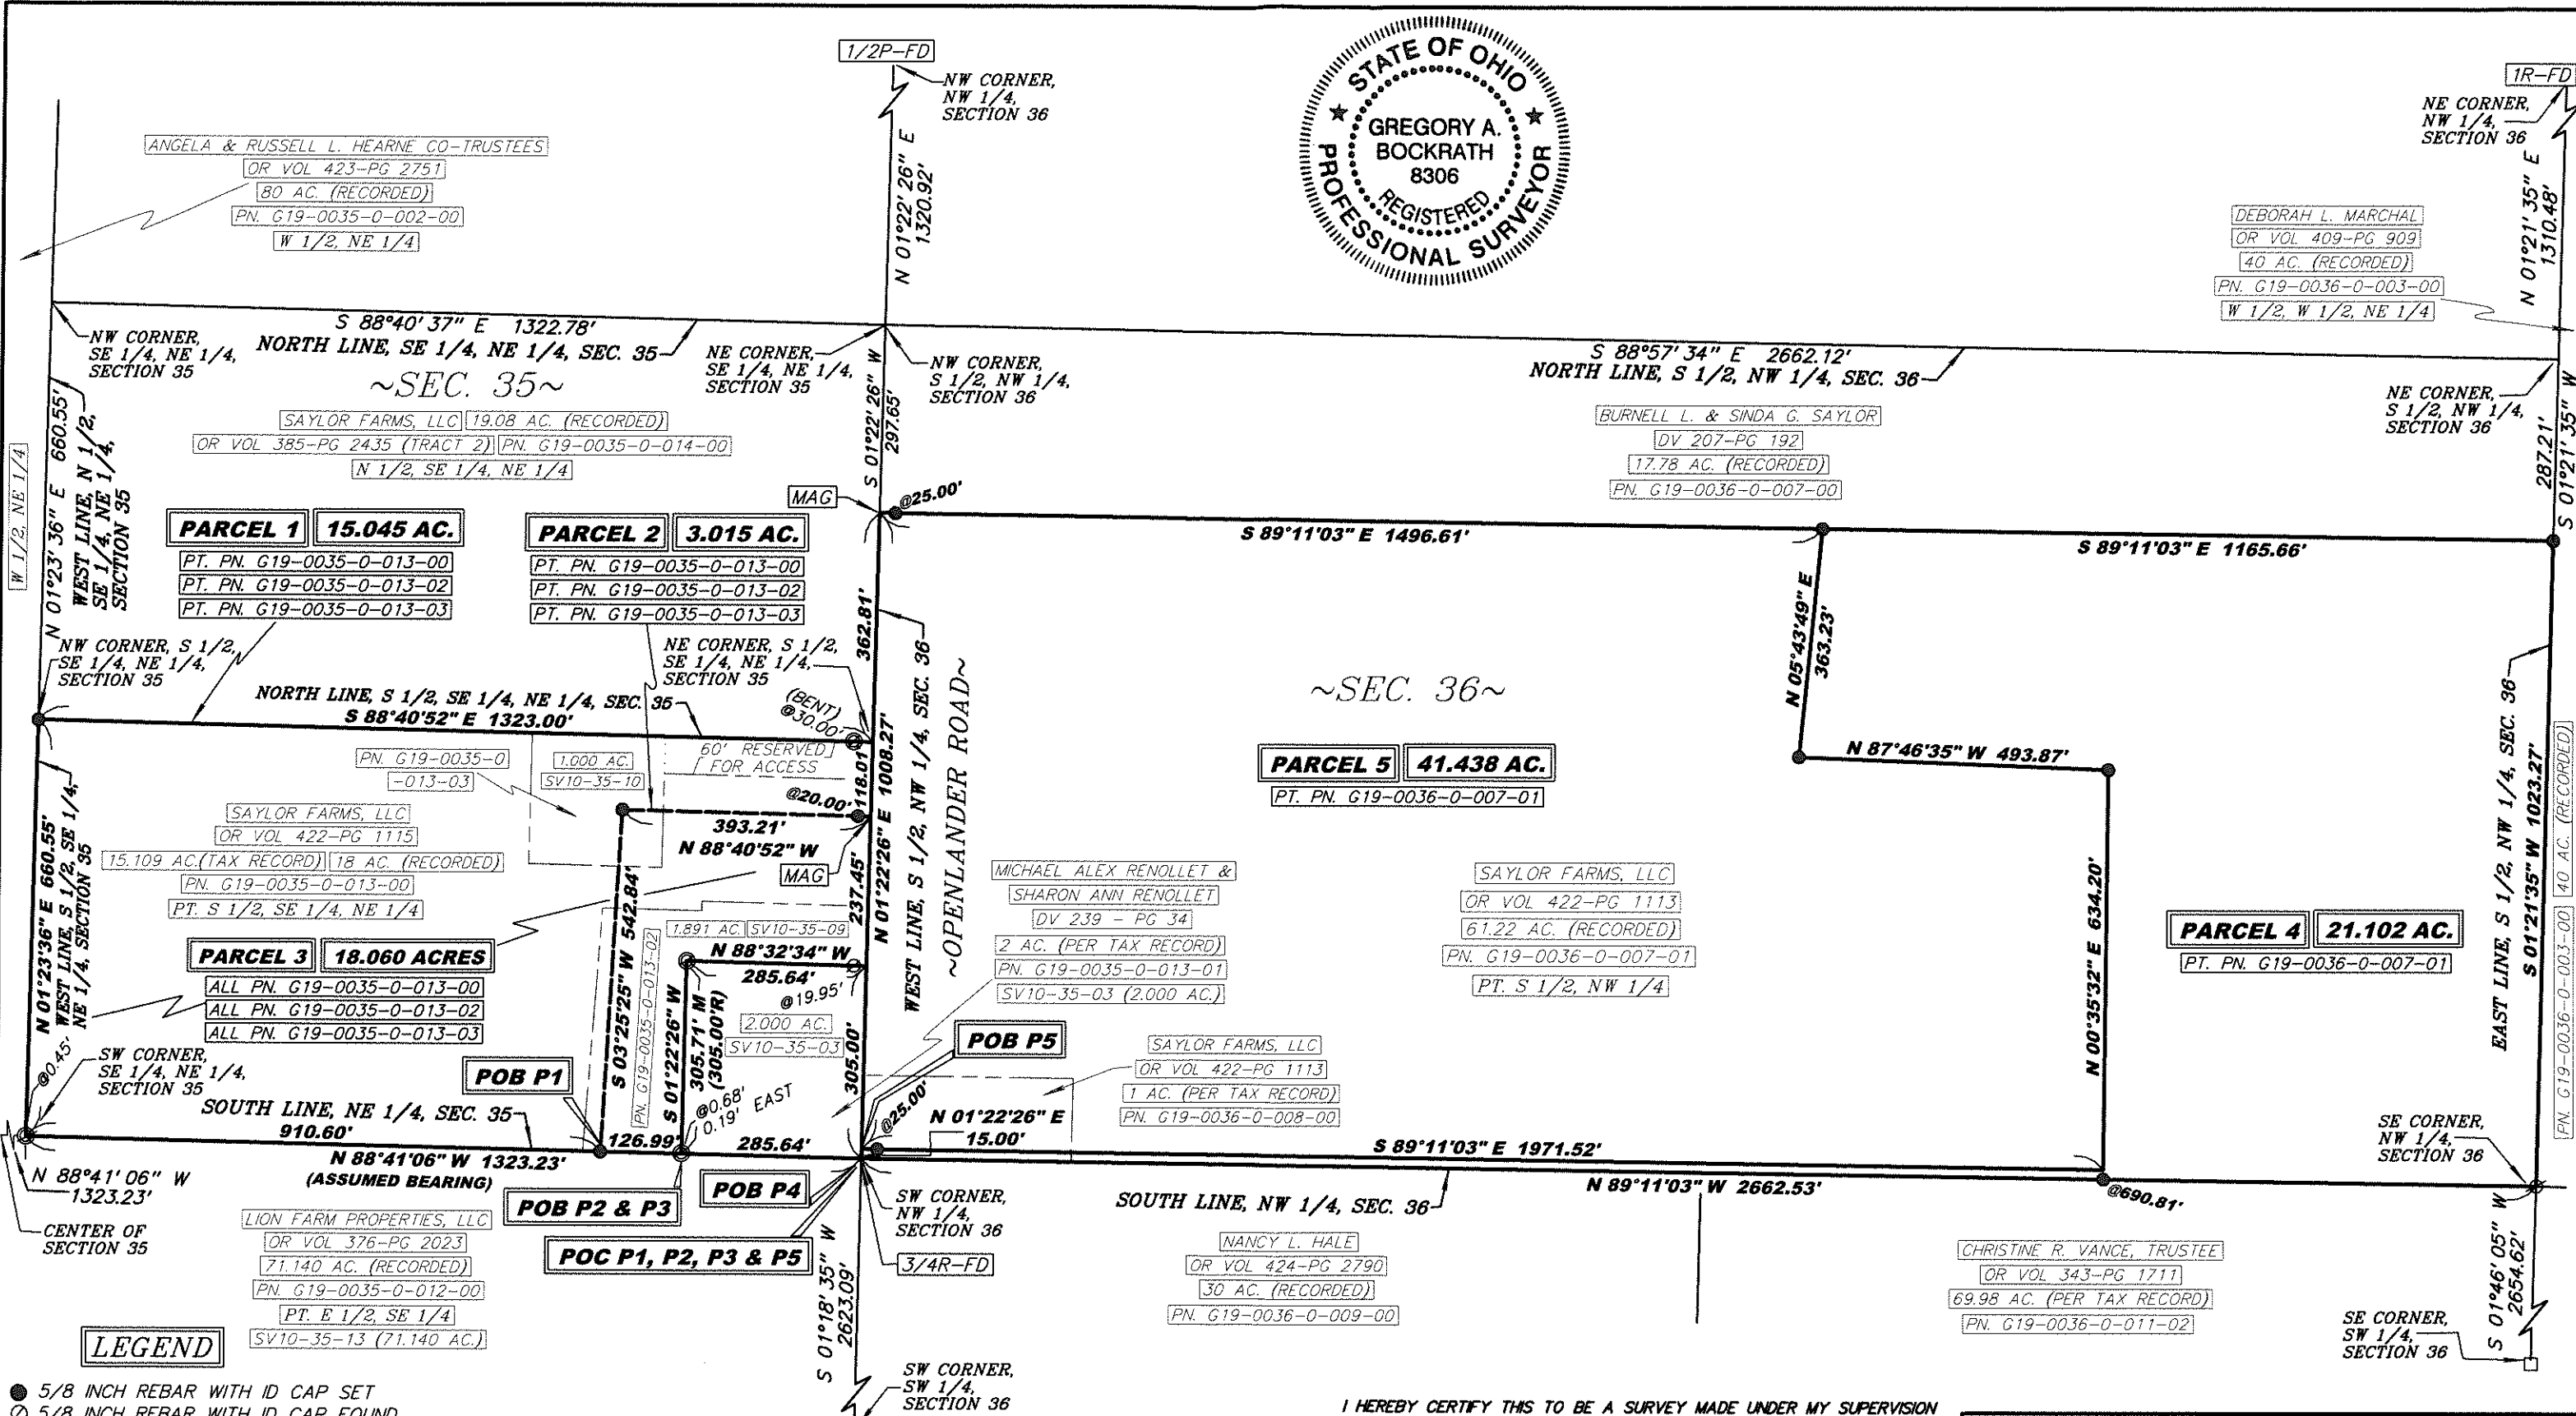 1/2P-FD
NW CORNER,
NW 1/4,
SECTION 36
N 01°22'26" E
1320.92'
STATE OF OHIO
GREGORY A.
BOCKRATH
8306
REGISTERED
PROFESSIONAL SURVEYOR
1R-FD
NE CORNER,
NW 1/4,
SECTION 36
N 01°21'35" E
1310.48'
ANGELA & RUSSELL L. HEARNE CO-TRUSTEES
OR VOL 423-PG 2751
80 AC. (RECORDED)
PN. G19-0035-0-002-00
W 1/2, NE 1/4
DEBORAH L. MARCHAL
OR VOL 409-PG 909
40 AC. (RECORDED)
PN. G19-0036-0-003-00
W 1/2, W 1/2, NE 1/4
NW CORNER,
SE 1/4, NE 1/4,
SECTION 35
S 88°40'37" E 1322.78'
NORTH LINE, SE 1/4, NE 1/4, SEC. 35
NE CORNER,
SE 1/4, NE 1/4,
SECTION 35
NW CORNER,
S 1/2, NW 1/4,
SECTION 36
S 88°57'34" E 2662.12'
NORTH LINE, S 1/2, NW 1/4, SEC. 36
NE CORNER,
S 1/2, NW 1/4,
SECTION 36
~SEC. 35~
SAYLOR FARMS, LLC 19.08 AC. (RECORDED)
OR VOL 385-PG 2435 (TRACT 2) PN. G19-0035-0-014-00
N 1/2, SE 1/4, NE 1/4
S 01°22'26" W
297.65'
BURNELL L. & SINDA G. SAYLOR
DV 207-PG 192
17.78 AC. (RECORDED)
PN. G19-0036-0-007-00
287.21'
S 01°21'35" W
W 1/2, NE 1/4
N 01°23'36" E 660.55'
WEST LINE, N 1/2,
SE 1/4, NE 1/4,
SECTION 35
MAG
@25.00'
PARCEL 1 15.045 AC.
PT. PN. G19-0035-0-013-00
PT. PN. G19-0035-0-013-02
PT. PN. G19-0035-0-013-03
PARCEL 2 3.015 AC.
PT. PN. G19-0035-0-013-00
PT. PN. G19-0035-0-013-02
PT. PN. G19-0035-0-013-03
S 89°11'03" E 1496.61'
S 89°11'03" E 1165.66'
362.81'
N 05°43'49" E
363.23'
NW CORNER, S 1/2,
SE 1/4, NE 1/4,
SECTION 35
NE CORNER, S 1/2,
SE 1/4, NE 1/4,
SECTION 35
NORTH LINE, S 1/2, SE 1/4, NE 1/4, SEC. 35
S 88°40'52" E 1323.00'
(BENT)
@30.00'
~SEC. 36~
N 87°46'35" W 493.87'
PARCEL 5 41.438 AC.
PT. PN. G19-0036-0-007-01
PN. G19-0035-0
-013-03
1.000 AC.
SV10-35-10
60' RESERVED
FOR ACCESS
118.01'
@20.00'
393.21'
N 88°40'52" W
MAG
N 01°22'26" E 1008.27'
WEST LINE, S 1/2, NW 1/4, SEC. 36
~OPENLANDER ROAD~
237.45'
N 01°23'36" E 660.55'
WEST LINE, S 1/2, SE 1/4,
NE 1/4, SECTION 35
SAYLOR FARMS, LLC
OR VOL 422-PG 1115
15.109 AC.(TAX RECORD) 18 AC. (RECORDED)
PN. G19-0035-0-013-00
PT. S 1/2, SE 1/4, NE 1/4
PARCEL 3 18.060 ACRES
ALL PN. G19-0035-0-013-00
ALL PN. G19-0035-0-013-02
ALL PN. G19-0035-0-013-03
S 03°25'25" W 542.84'
PN. G19-0035-0-013-02
1.891 AC. SV10-35-09
N 88°32'34" W
285.64'
@19.95'
S 01°22'26" W
305.71' M
(305.00'R)
2.000 AC.
SV10-35-03
305.00'
@0.68'
0.19' EAST
MICHAEL ALEX RENOLLET &
SHARON ANN RENOLLET
DV 239 - PG 34
2 AC. (PER TAX RECORD)
PN. G19-0035-0-013-01
SV10-35-03 (2.000 AC.)
SAYLOR FARMS, LLC
OR VOL 422-PG 1113
61.22 AC. (RECORDED)
PN. G19-0036-0-007-01
PT. S 1/2, NW 1/4
N 00°35'32" E 634.20'
PARCEL 4 21.102 AC.
PT. PN. G19-0036-0-007-01
EAST LINE, S 1/2, NW 1/4, SEC. 36
S 01°21'35" W 1023.27'
PN. G19-0036-0-003-00 40 AC. (RECORDED)
POB P5
SAYLOR FARMS, LLC
OR VOL 422-PG 1113
1 AC. (PER TAX RECORD)
PN. G19-0036-0-008-00
@0.45'
SW CORNER,
SE 1/4, NE 1/4,
SECTION 35
POB P1
SOUTH LINE, NE 1/4, SEC. 35
910.60'
126.99'
285.64'
@25.00'
N 01°22'26" E
15.00'
S 89°11'03" E 1971.52'
SE CORNER,
NW 1/4,
SECTION 36
N 88°41'06" W 1323.23'
(ASSUMED BEARING)
N 88°41'06" W
1323.23'
CENTER OF
SECTION 35
POB P2 & P3
POB P4
POC P1, P2, P3 & P5
SW CORNER,
NW 1/4,
SECTION 36
3/4R-FD
SOUTH LINE, NW 1/4, SEC. 36
N 89°11'03" W 2662.53'
@690.81'
LION FARM PROPERTIES, LLC
OR VOL 376-PG 2023
71.140 AC. (RECORDED)
PN. G19-0035-0-012-00
PT. E 1/2, SE 1/4
SV10-35-13 (71.140 AC.)
S 01°18'35" W
2623.09'
NANCY L. HALE
OR VOL 424-PG 2790
30 AC. (RECORDED)
PN. G19-0036-0-009-00
CHRISTINE R. VANCE, TRUSTEE
OR VOL 343-PG 1711
69.98 AC. (PER TAX RECORD)
PN. G19-0036-0-011-02
S 01°46'05" W
2654.62'
SE CORNER,
SW 1/4,
SECTION 36
LEGEND
5/8 INCH REBAR WITH ID CAP SET
5/8 INCH REBAR WITH ID CAP FOUND
SW CORNER,
SW 1/4,
SECTION 36
I HEREBY CERTIFY THIS TO BE A SURVEY MADE UNDER MY SUPERVISION